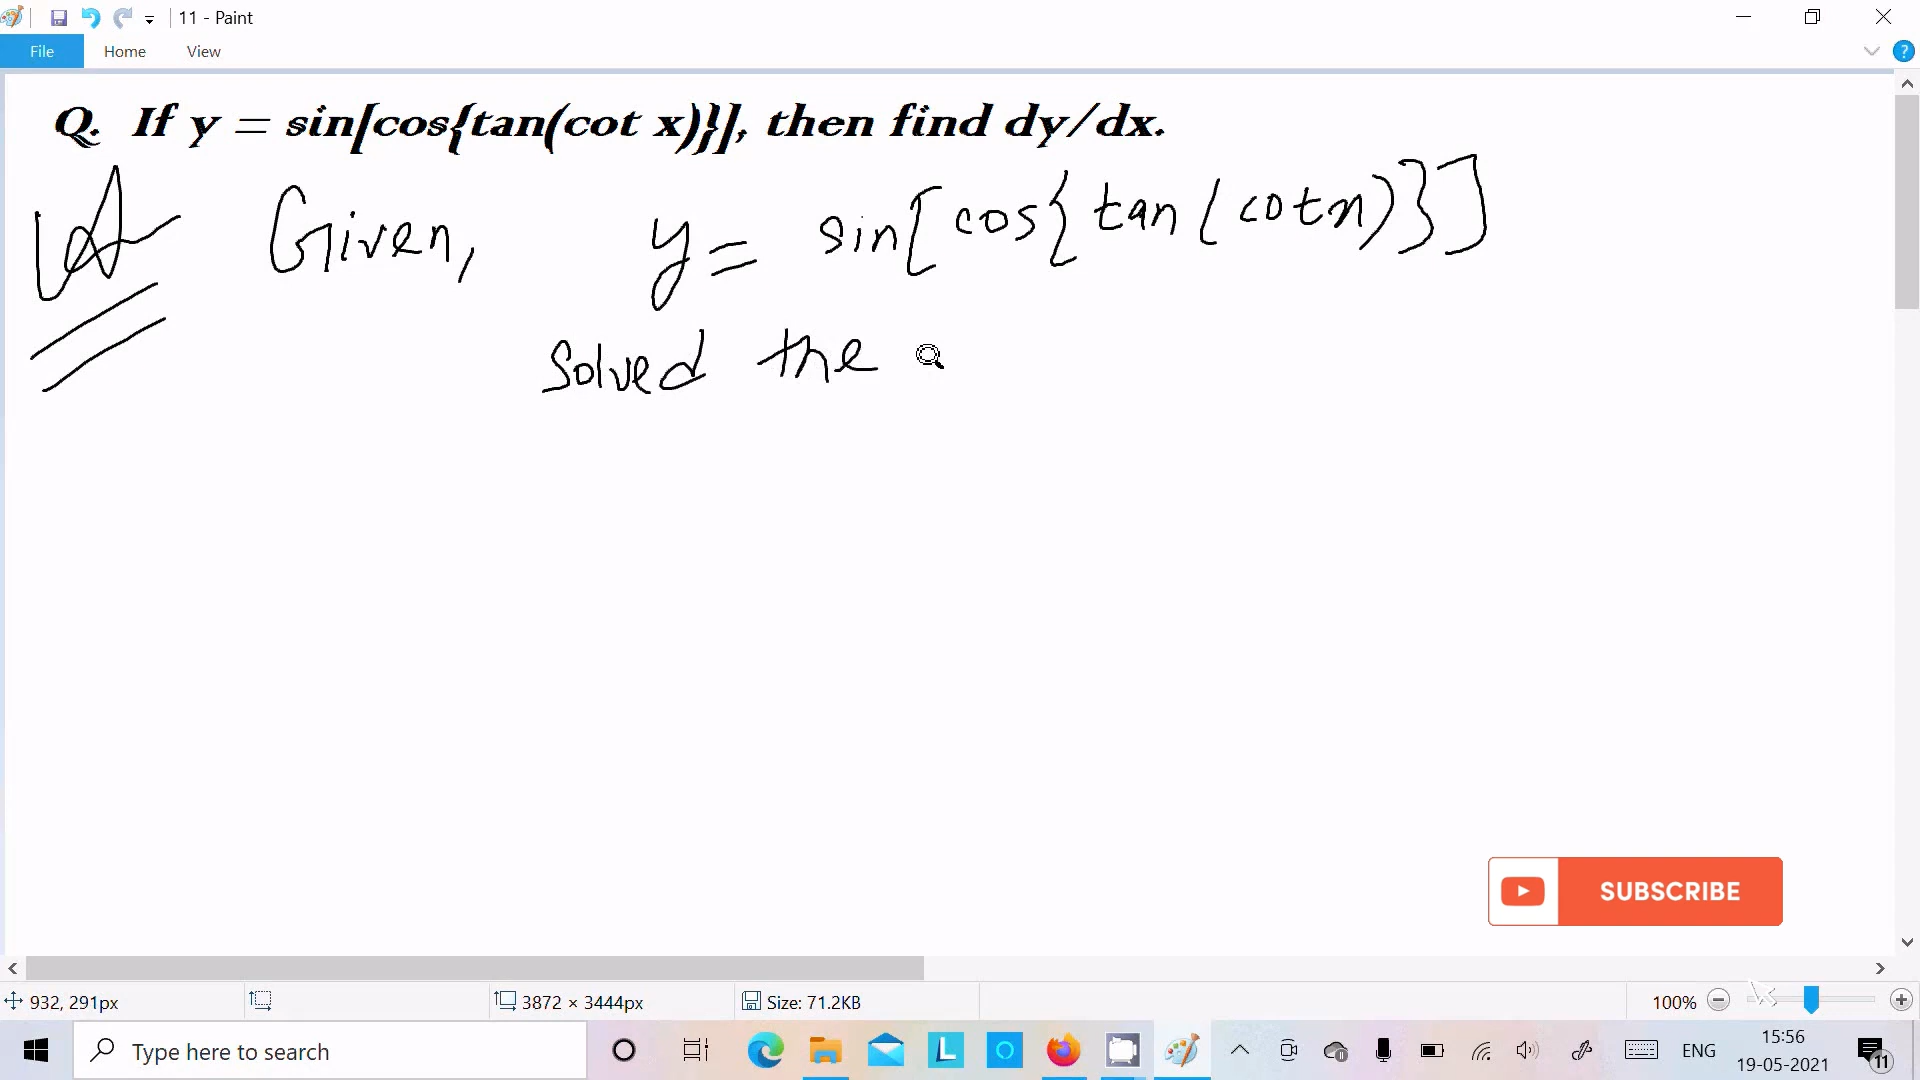 11 - Paint
File Home View
Q. If y = sin[cos{tan(cot x)}], then find dy/dx.
Given, y = sin[cos{tan(cotx)}]
Solved the
SUBSCRIBE
932, 291px 3872 × 3444px Size: 71.2KB 100%
Type here to search
ENG
15:56
19-05-2021
11